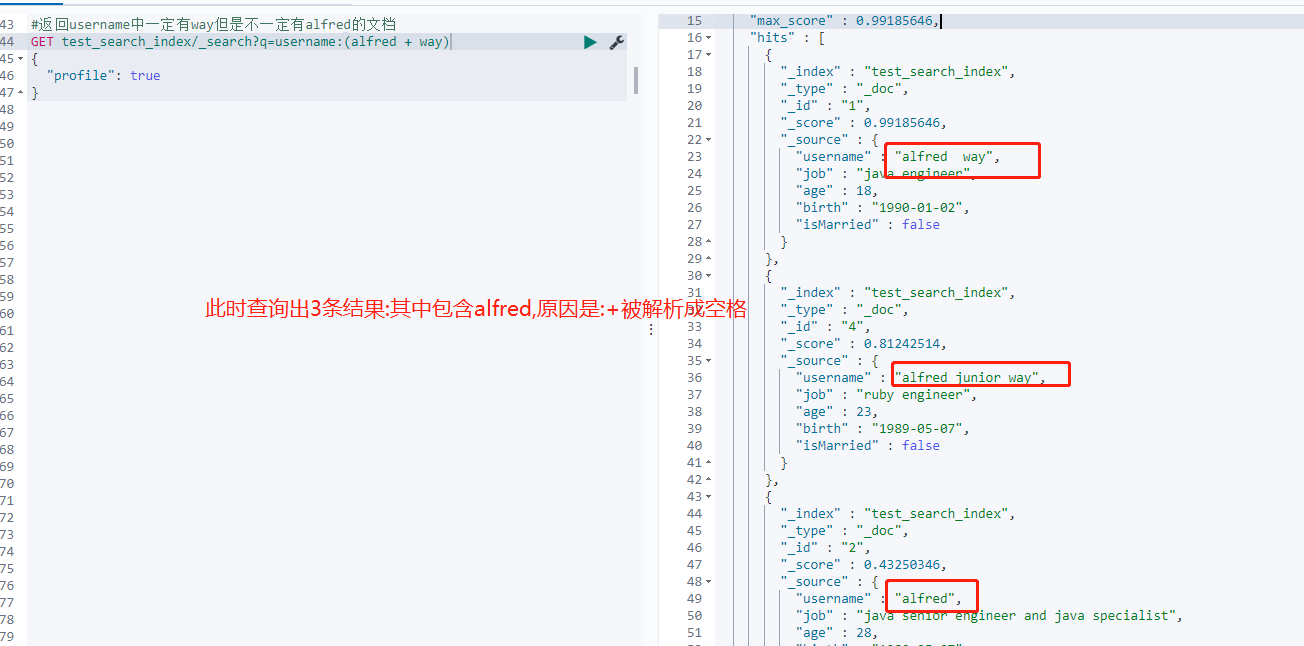 43 #返回username中一定有way但是不一定有alfred的文档
44 GET test_search_index/_search?q=username:(alfred + way)
45 {
46 "profile": true
47 }
48
49
50
51
52
53
54
55
56
57
58
59
60
61
62
63
64
65
66
67
68
69
70
71
72
73
74
75
76
77
78
79
此时查询出3条结果:其中包含alfred,原因是:+被解析成空格
15 "max_score" : 0.99185646,
16 "hits" : [
17 {
18 "_index" : "test_search_index",
19 "_type" : "_doc",
20 "_id" : "1",
21 "_score" : 0.99185646,
22 "_source" : {
23 "username" : "alfred  way",
24 "job" : "java engineer",
25 "age" : 18,
26 "birth" : "1990-01-02",
27 "isMarried" : false
28 }
29 },
30 {
31 "_index" : "test_search_index",
32 "_type" : "_doc",
33 "_id" : "4",
34 "_score" : 0.81242514,
35 "_source" : {
36 "username" : "alfred junior way",
37 "job" : "ruby engineer",
38 "age" : 23,
39 "birth" : "1989-05-07",
40 "isMarried" : false
41 }
42 },
43 {
44 "_index" : "test_search_index",
45 "_type" : "_doc",
46 "_id" : "2",
47 "_score" : 0.43250346,
48 "_source" : {
49 "username" : "alfred",
50 "job" : "java senior engineer and java specialist",
51 "age" : 28,